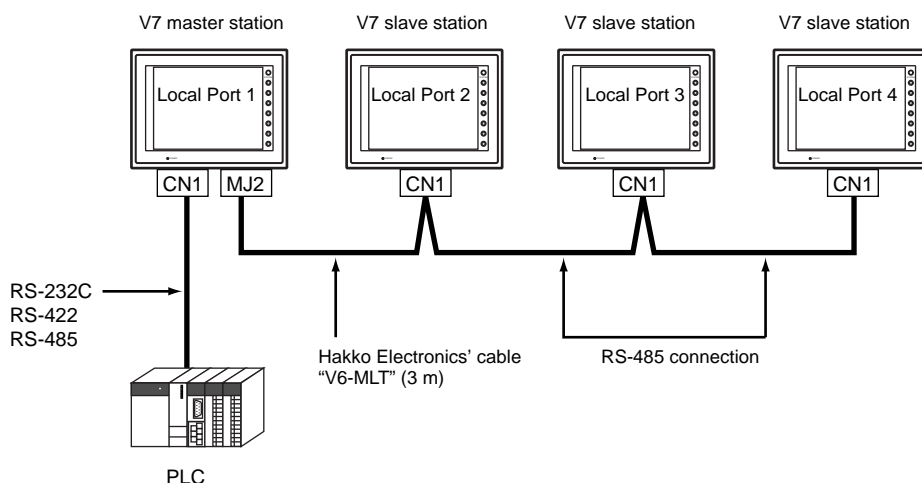 V7 master station
V7 slave station
V7 slave station
V7 slave station
Local Port 1
Local Port 2
Local Port 3
Local Port 4
CN1
MJ2
CN1
CN1
CN1
RS-232C
RS-422
RS-485
Hakko Electronics’ cable
“V6-MLT” (3 m)
RS-485 connection
PLC